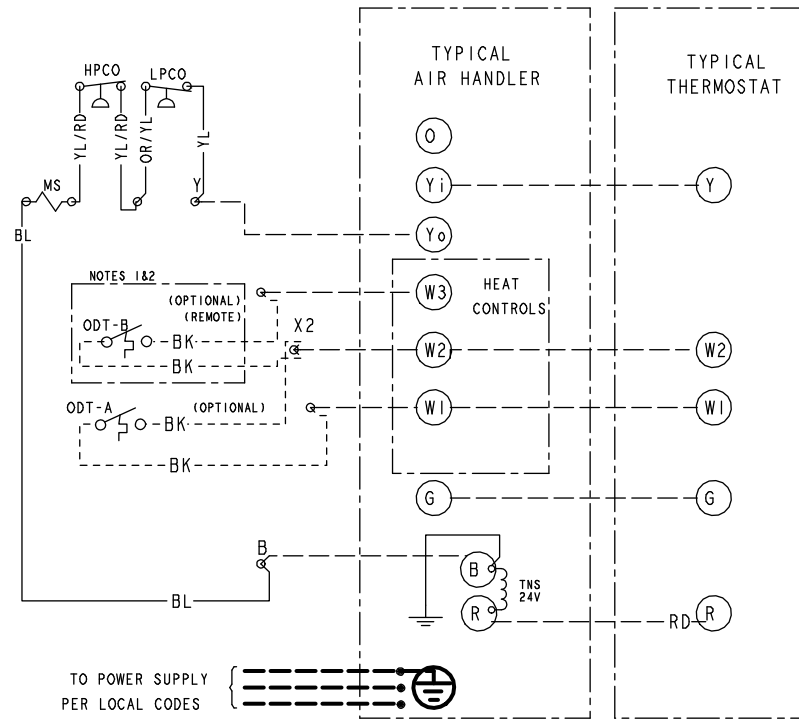 TYPICAL
AIR HANDLER
TYPICAL
THERMOSTAT
HPCO
LPCO
YL/RD
YL/RD
OR/YL
YL
MS
Y
BL
O
Yi
Y
Yo
NOTES 1&2
(OPTIONAL)
(REMOTE)
ODT-B
BK
BK
X2
W3
HEAT
CONTROLS
W2
W2
ODT-A
(OPTIONAL)
BK
BK
W1
W1
G
G
B
B
TNS
24V
R
RD
R
BL
TO POWER SUPPLY
PER LOCAL CODES